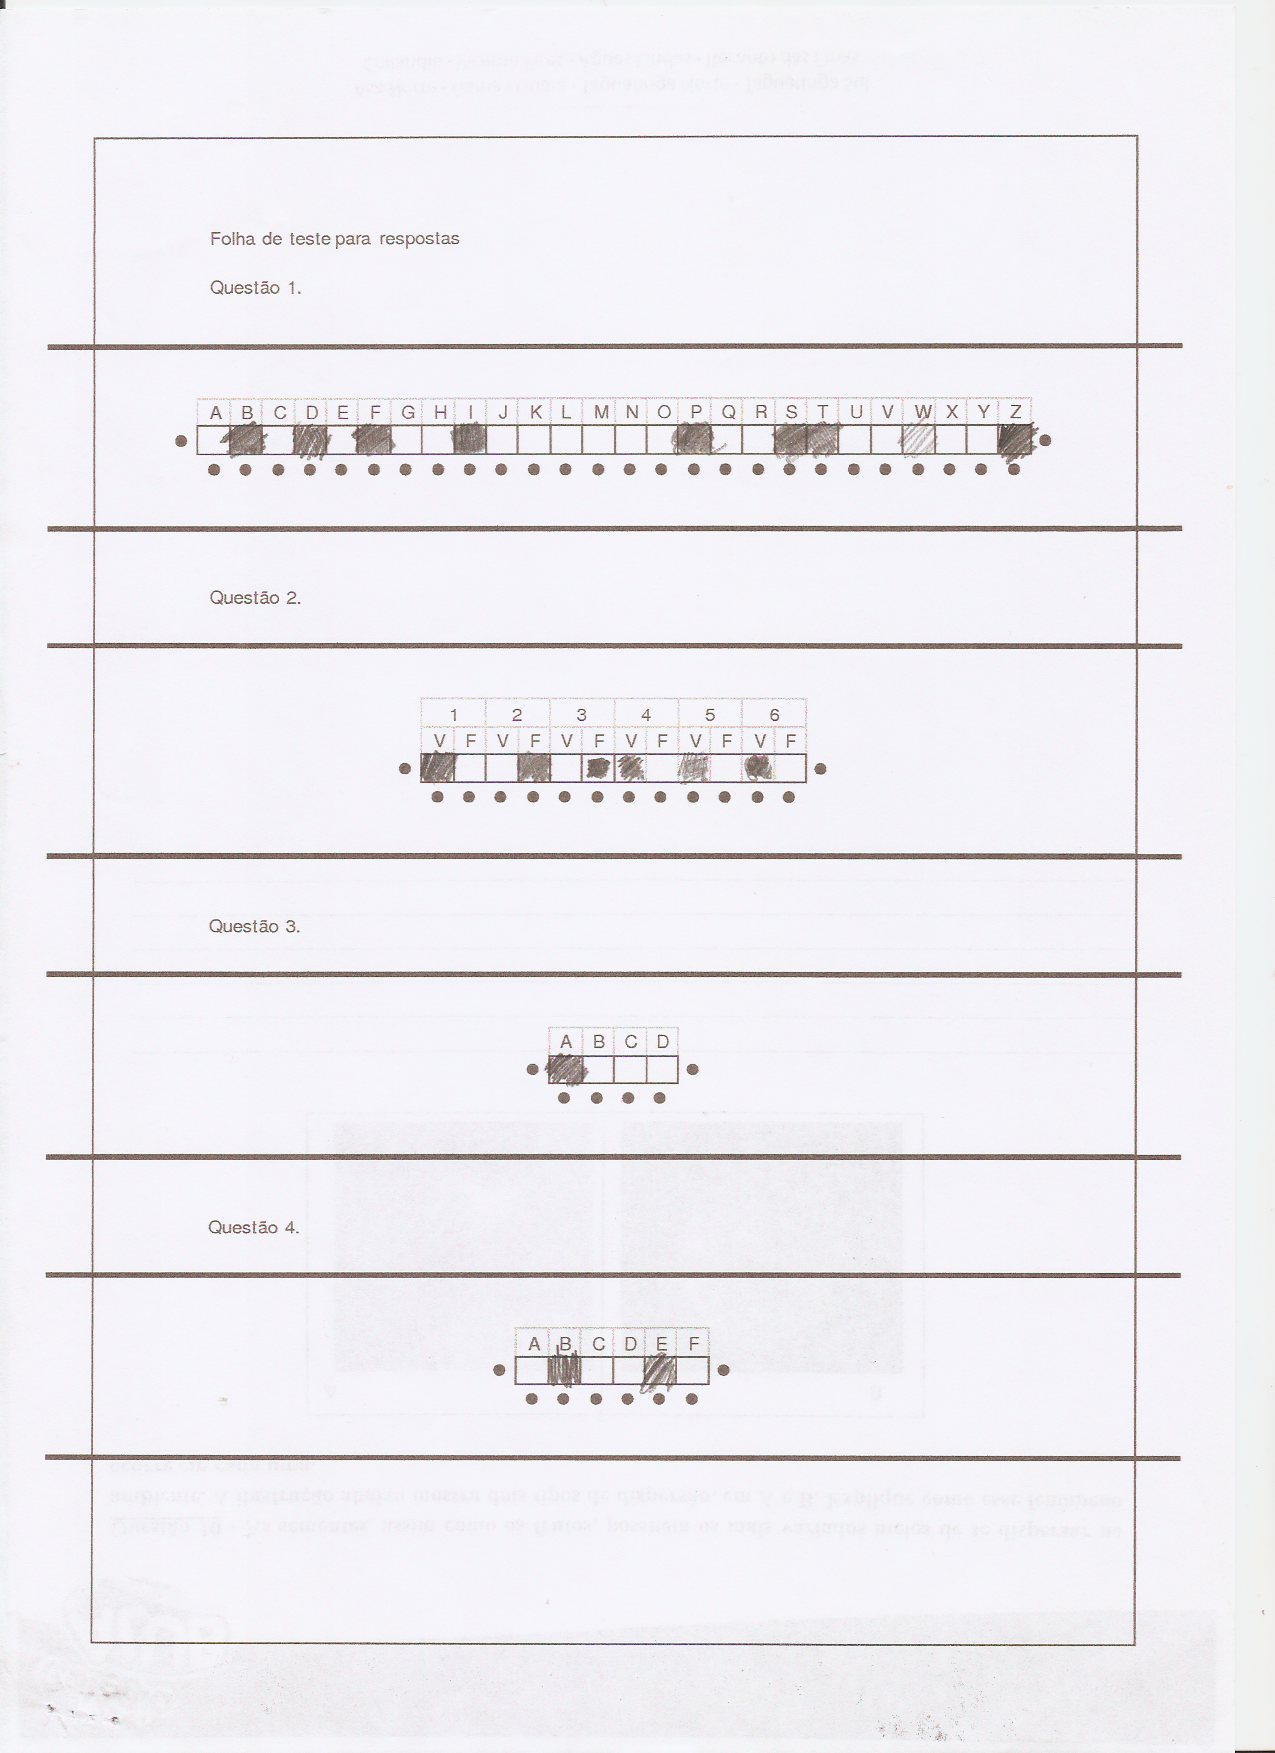 Folha de teste para respostas
Questão 1.
A B C D E F G H I J K L M N O P Q R S T U V W X Y Z
Questão 2.
1 2 3 4 5 6
V F V F V F V F V F V F
Questão 3.
A B C D
Questão 4.
A B C D E F